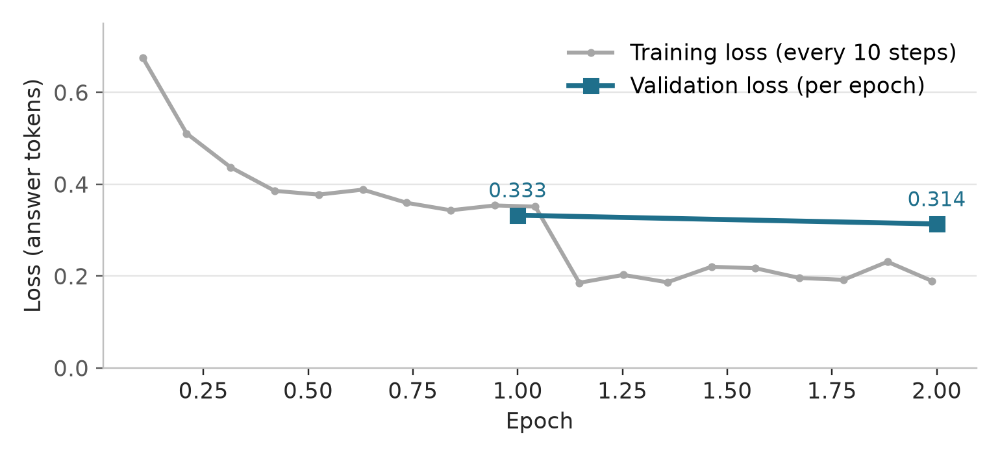 Training loss (every 10 steps)
Validation loss (per epoch)
Loss (answer tokens)
0.6
0.4
0.2
0.0
0.333
0.314
0.25 0.50 0.75 1.00 1.25 1.50 1.75 2.00
Epoch